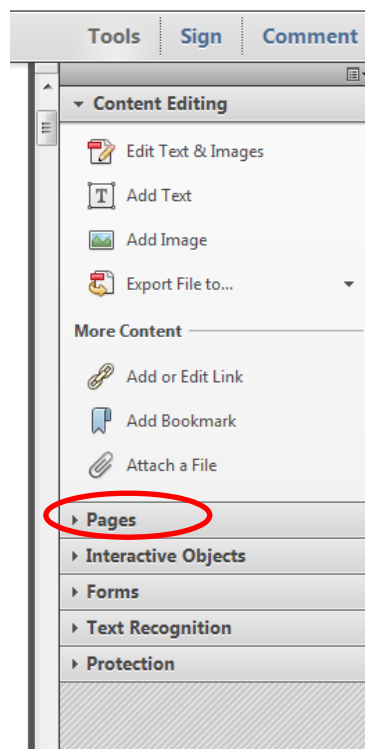 Tools Sign Comment
Content Editing
Edit Text & Images
Add Text
Add Image
Export File to...
More Content
Add or Edit Link
Add Bookmark
Attach a File
Pages
Interactive Objects
Forms
Text Recognition
Protection